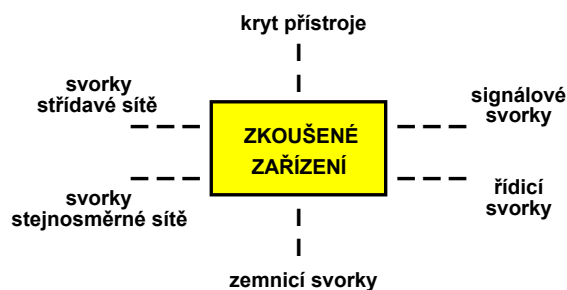 kryt přístroje
svorky
střídavé sítě
signálové
svorky
ZKOUŠENÉ
ZAŘÍZENÍ
svorky
stejnosměrné sítě
řídicí
svorky
zemnicí svorky